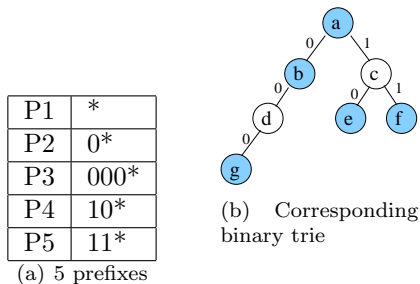 P1 *
P2 0*
P3 000*
P4 10*
P5 11*
(a) 5 prefixes
a
0 1
b c
0 0 1
d e f
0
g
(b) Corresponding
binary trie